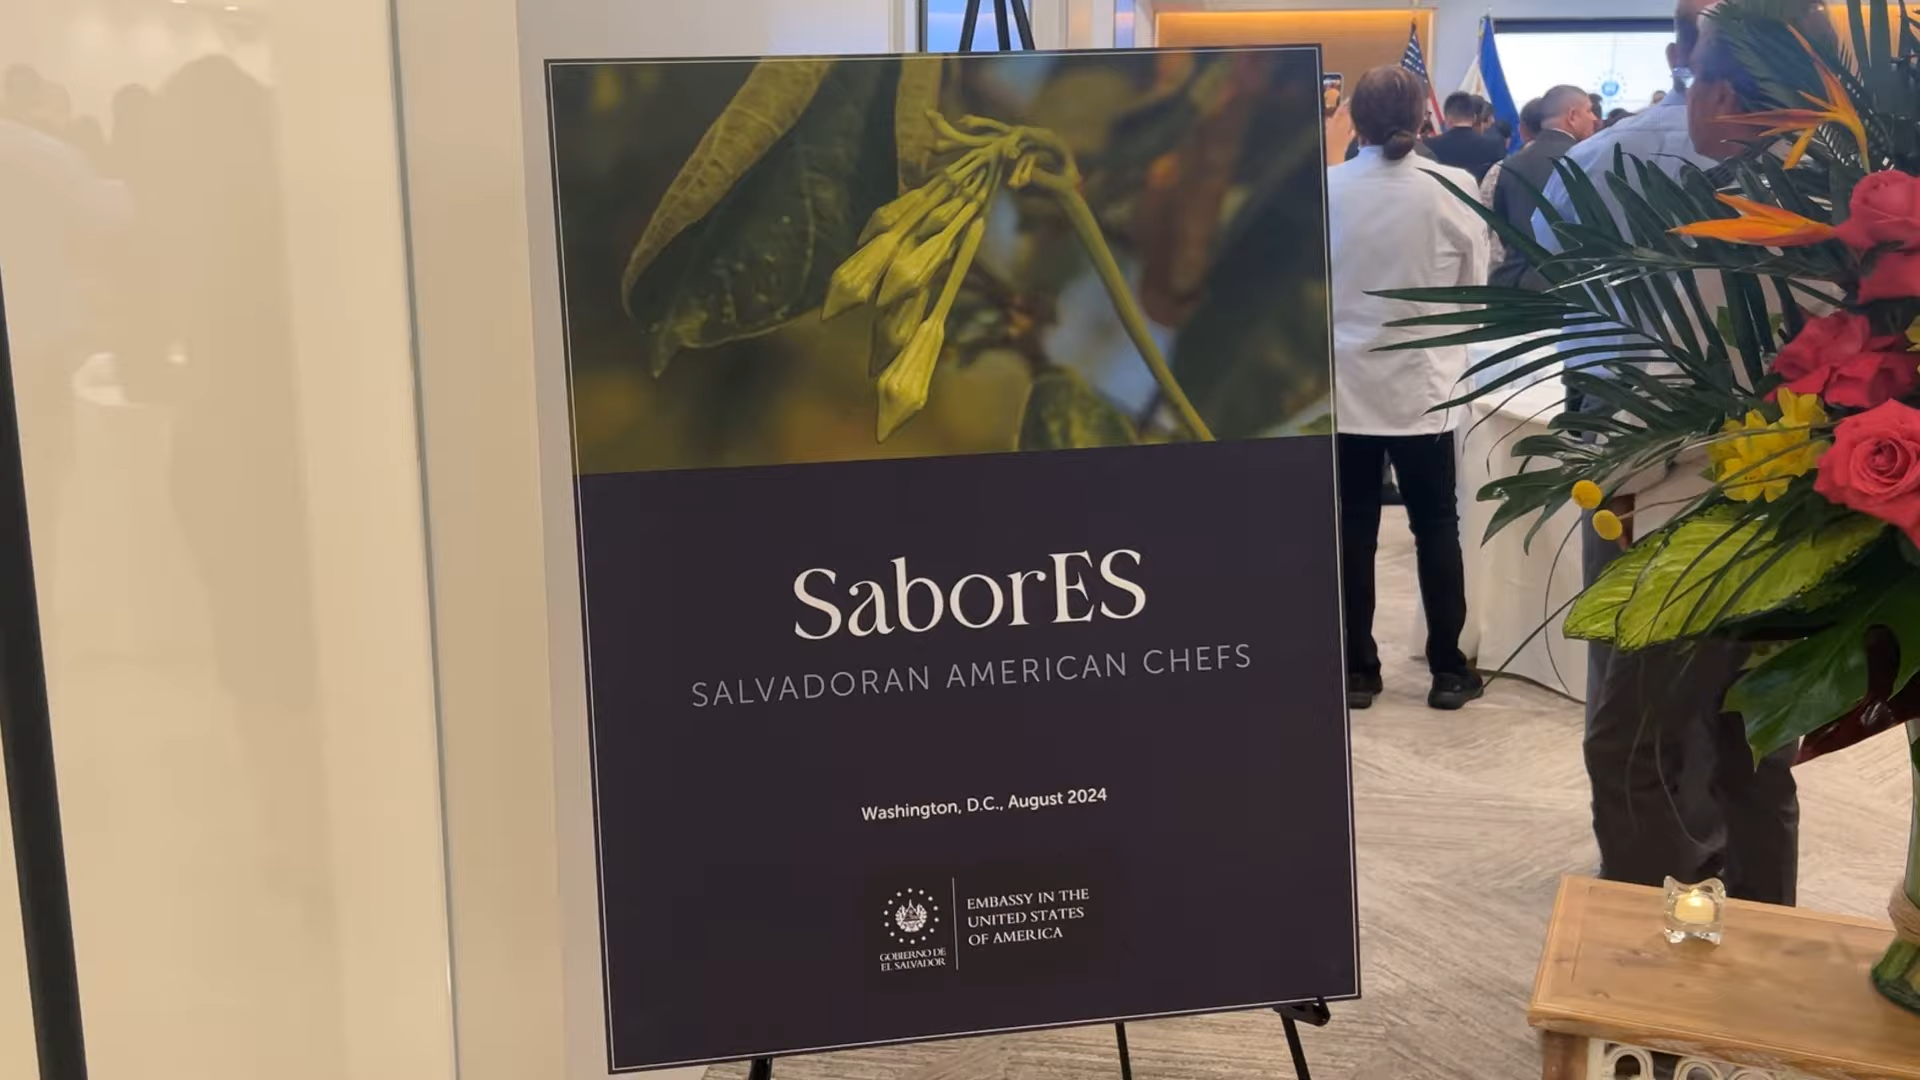 SaborES
SALVADORAN AMERICAN CHEFS
Washington, D.C., August 2024
GOBIERNO DE
EL SALVADOR
EMBASSY IN THE
UNITED STATES
OF AMERICA